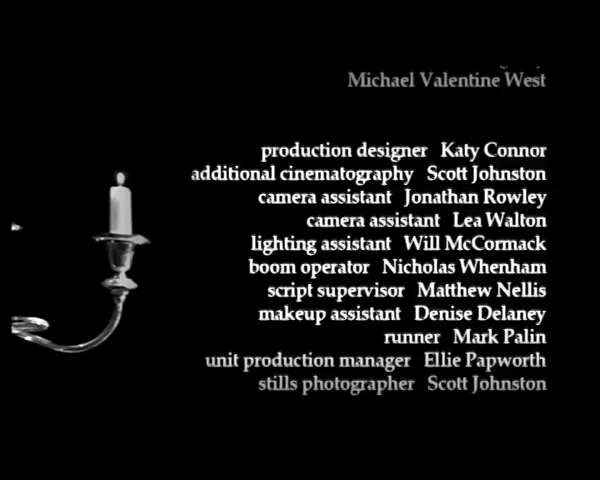 Michael Valentine West
production designer Katy Connor
additional cinematography Scott Johnston
camera assistant Jonathan Rowley
camera assistant Lea Walton
lighting assistant Will McCormack
boom operator Nicholas Whenham
script supervisor Matthew Nellis
makeup assistant Denise Delaney
runner Mark Palin
unit production manager Ellie Papworth
stills photographer Scott Johnston